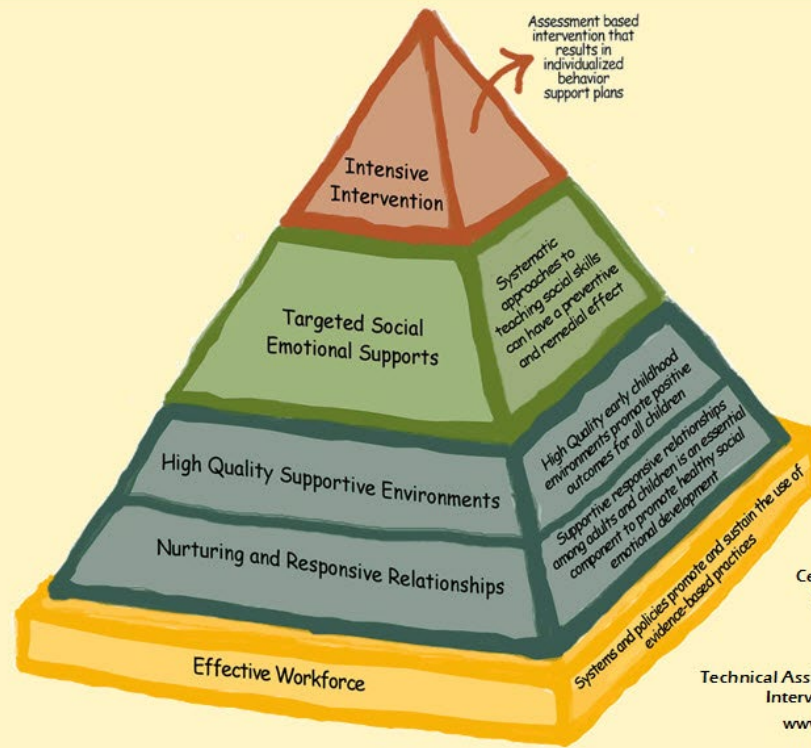 Assessment based
intervention that
results in
individualized
behavior
support plans
Intensive
Intervention
Systematic
approaches to
teaching social skills
can have a preventive
and remedial effect
Targeted Social
Emotional Supports
High Quality early childhood
environments promote positive
outcomes for all children
High Quality Supportive Environments
Supportive responsive relationships
among adults and children is an essential
component to promote healthy social
emotional development
Nurturing and Responsive Relationships
Systems and policies promote and sustain the use of
evidence-based practices
Effective Workforce
Technical